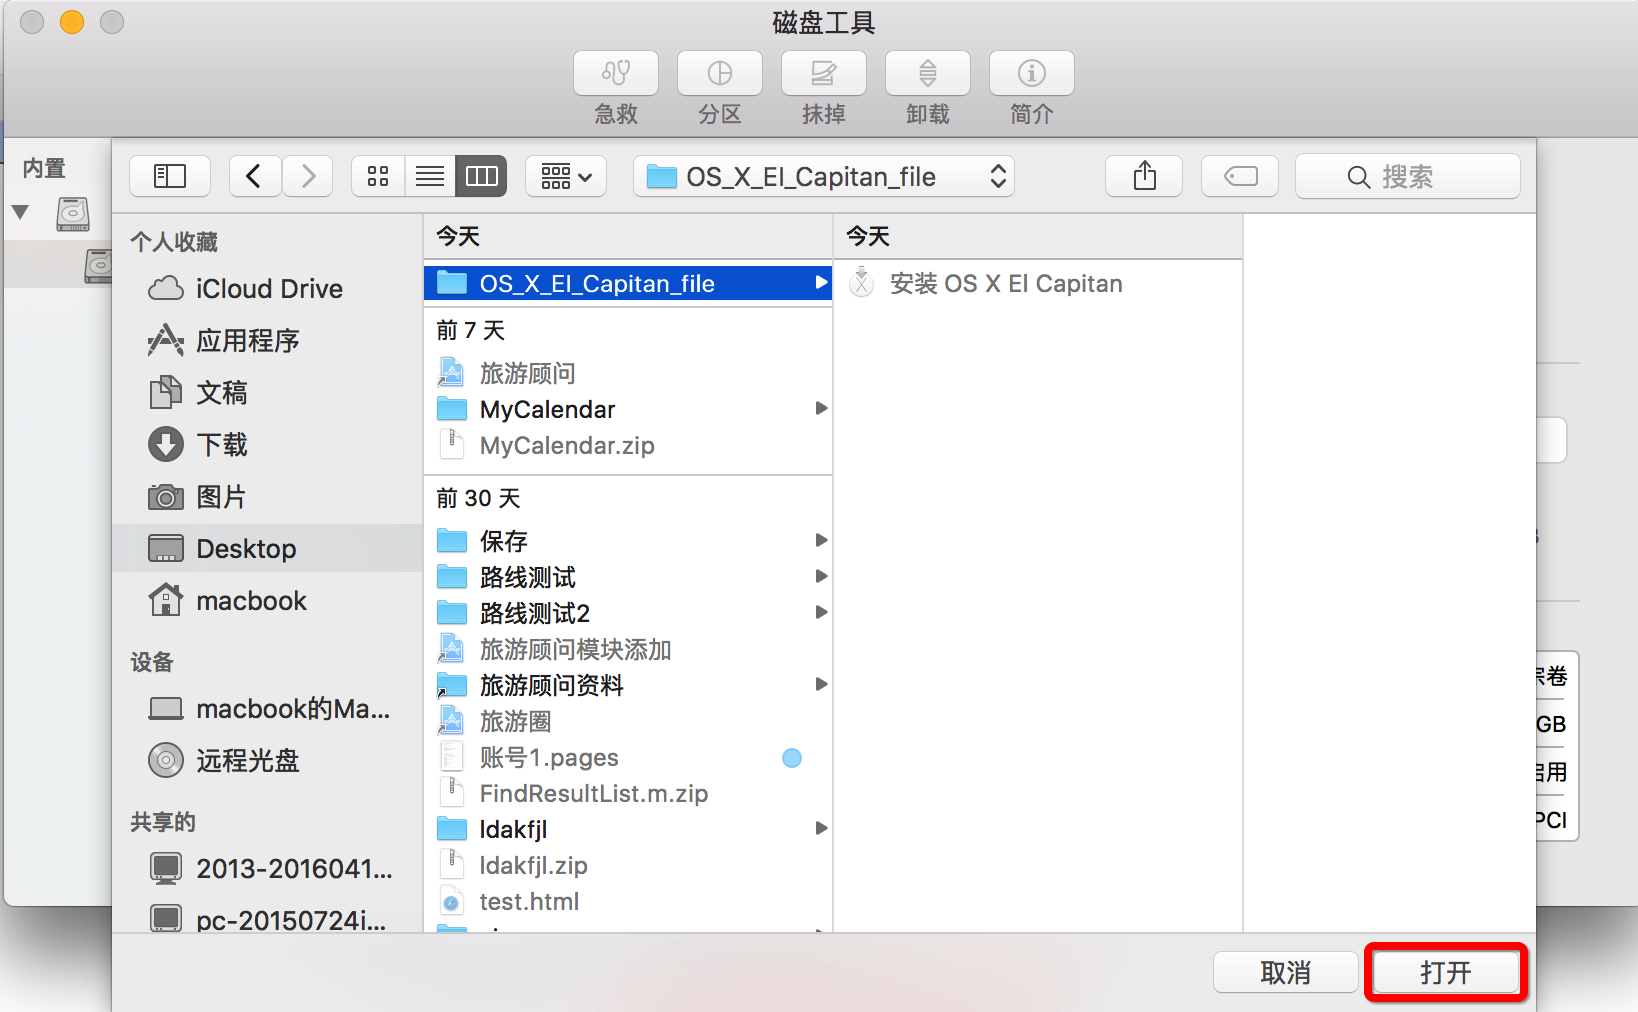 磁盘工具
急救
分区
抹掉
卸载
简介
内置
OS_X_El_Capitan_file
搜索
个人收藏
iCloud Drive
应用程序
文稿
下载
图片
Desktop
macbook
设备
macbook的Ma...
远程光盘
共享的
2013-2016041...
pc-20150724i...
今天
OS_X_El_Capitan_file
前 7 天
旅游顾问
MyCalendar
MyCalendar.zip
前 30 天
保存
路线测试
路线测试2
旅游顾问模块添加
旅游顾问资料
旅游圈
账号1.pages
FindResultList.m.zip
ldakfjl
ldakfjl.zip
test.html
今天
安装 OS X El Capitan
卷
GB
用
PCI
取消
打开